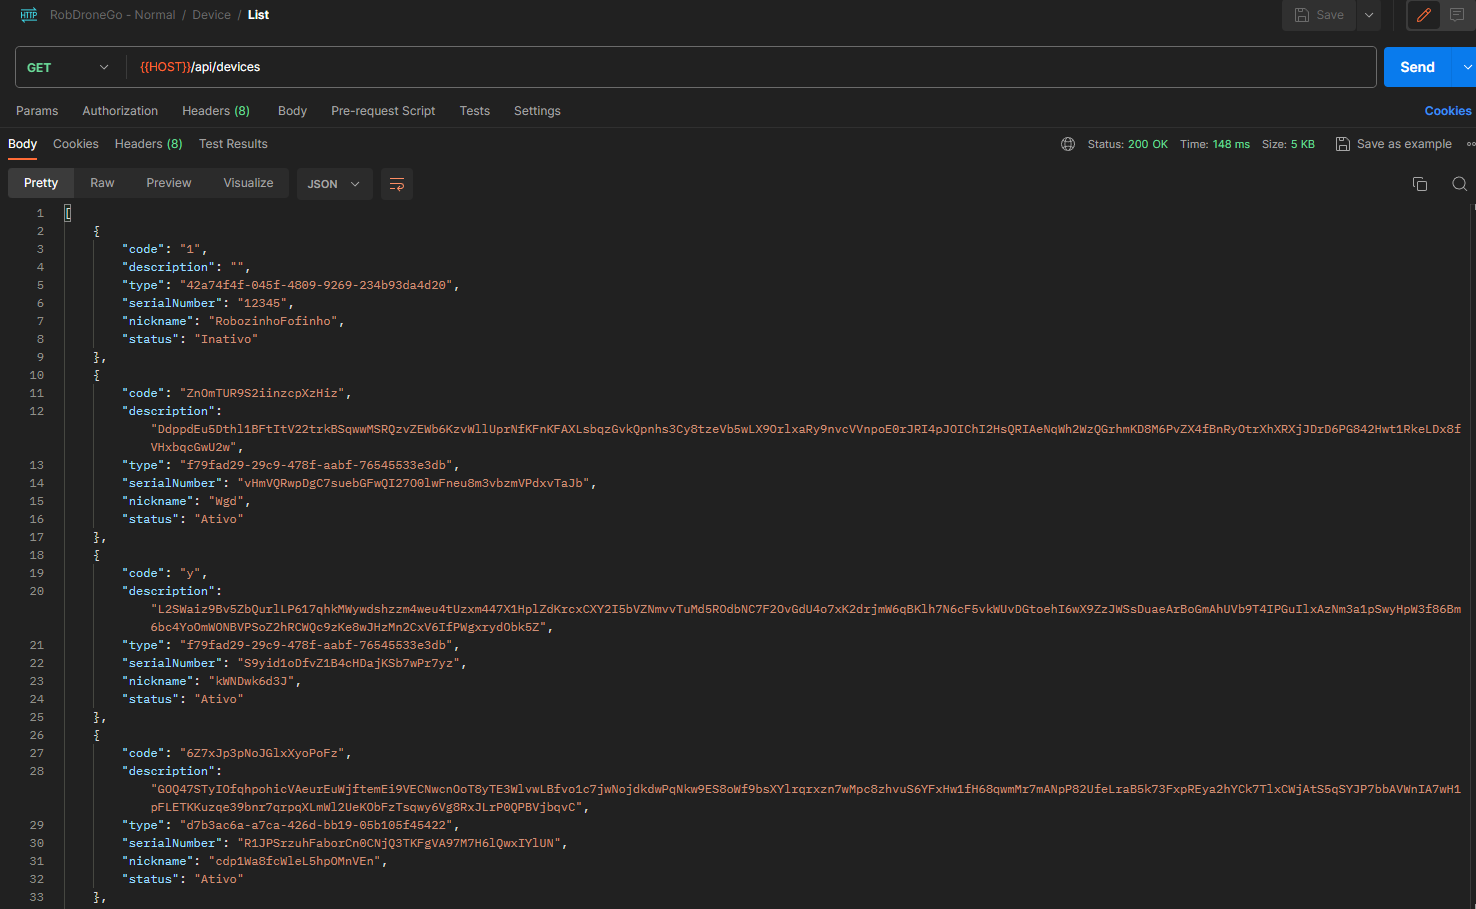 HTTP RobDroneGo - Normal / Device / List
Save
GET {{HOST}}/api/devices Send
Params Authorization Headers (8) Body Pre-request Script Tests Settings Cookies
Body Cookies Headers (8) Test Results Status: 200 OK Time: 148 ms Size: 5 KB Save as example
Pretty Raw Preview Visualize JSON
1 [
2 {
3 "code": "1",
4 "description": "",
5 "type": "42a74f4f-045f-4809-9269-234b93da4d20",
6 "serialNumber": "12345",
7 "nickname": "RobozinhoFofinho",
8 "status": "Inativo"
9 },
10 {
11 "code": "ZnOmTUR9S2iinzcpXzHiz",
12 "description":
"DdppdEu5Dthl1BFtItV22trkBSqwwMSRQzvZEWb6KzvWllUprNfKFnKFAXLsbqzGvkQpnhs3Cy8tzeVb5wLX9OrlxaRy9nvcVVnpoE0rJRI4pJOIChI2HsQRIAeNqWh2WzQGrhmKD8M6PvZX4fBnRyOtrXhXRXjJDrD6PG842Hwt1RkeLDx8f
VHxbqcGwU2w",
13 "type": "f79fad29-29c9-478f-aabf-76545533e3db",
14 "serialNumber": "vHmVQRwpDgC7suebGFwQI27O0lwFneu8m3vbzmVPdxvTaJb",
15 "nickname": "Wgd",
16 "status": "Ativo"
17 },
18 {
19 "code": "y",
20 "description":
"L2SWaiz9Bv5ZbQurlLP617qhkMWywdshzzm4weu4tUzxm447X1HplZdKrcxCXY2I5bVZNmvvTuMd5ROdbNC7F2OvGdU4o7xK2drjmW6qBKlh7N6cF5vkWUvDGtoehI6wX9ZzJWSsDuaeArBoGmAhUVb9T4IPGuIlxAzNm3a1pSwyHpW3f86Bm
6bc4YoOmWONBVPSoZ2hRCWQc9zKe8wJHzMn2CxV6IfPWgxrydObk5Z",
21 "type": "f79fad29-29c9-478f-aabf-76545533e3db",
22 "serialNumber": "S9yid1oDfvZ1B4cHDajKSb7wPr7yz",
23 "nickname": "kWNDwk6d3J",
24 "status": "Ativo"
25 },
26 {
27 "code": "6Z7xJp3pNoJGlxXyoPoFz",
28 "description":
"GOQ47STyIOfqhpohicVAeurEuWjftemEi9VECNwcnOoT8yTE3WlvwLBfvo1c7jwNojdkdwPqNkw9ES8oWf9bsXYlrqrxzn7wMpc8zhvuS6YFxHw1fH68qwmMr7mANpP82UfeLraB5k73FxpREya2hYCk7TlxCWjAtS5qSYJP7bbAVWnIA7wH1
pFLETKKuzqe39bnr7qrpqXLmWl2UeKObFzTsqwy6Vg8RxJLrP0QPBVjbqvC",
29 "type": "d7b3ac6a-a7ca-426d-bb19-05b105f45422",
30 "serialNumber": "R1JPSrzuhFaborCn0CNjQ3TKFgVA97M7H6lQwxIYlUN",
31 "nickname": "cdp1Wa8fcWleL5hpOMnVEn",
32 "status": "Ativo"
33 },